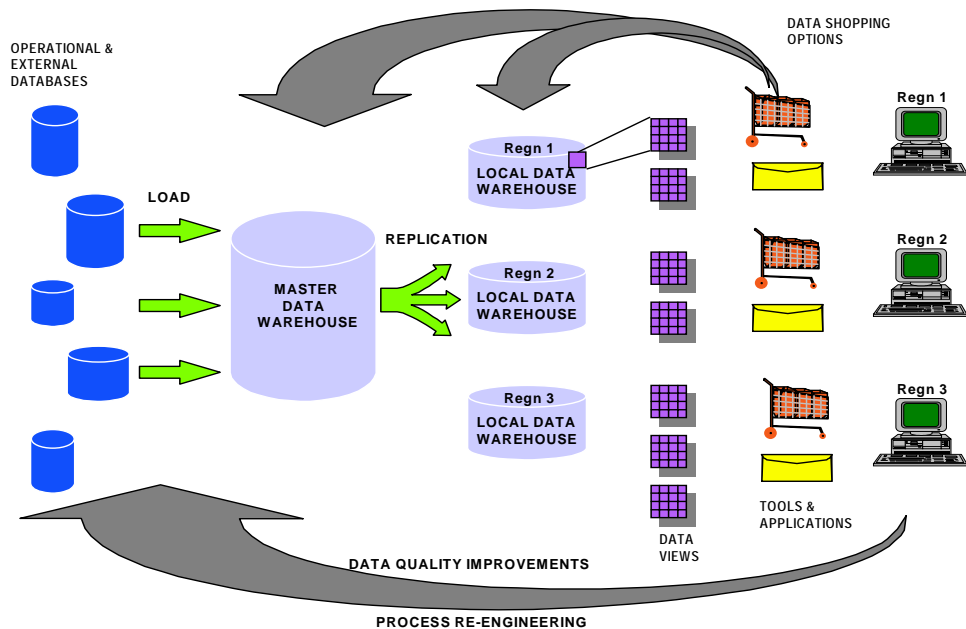 DATA SHOPPING
OPTIONS
OPERATIONAL &
EXTERNAL
DATABASES
Regn 1
Regn 1
LOCAL DATA
WAREHOUSE
LOAD
REPLICATION
Regn 2
MASTER
DATA
WAREHOUSE
Regn 2
LOCAL DATA
WAREHOUSE
Regn 3
Regn 3
LOCAL DATA
WAREHOUSE
TOOLS &
APPLICATIONS
DATA
VIEWS
DATA QUALITY IMPROVEMENTS
PROCESS RE-ENGINEERING